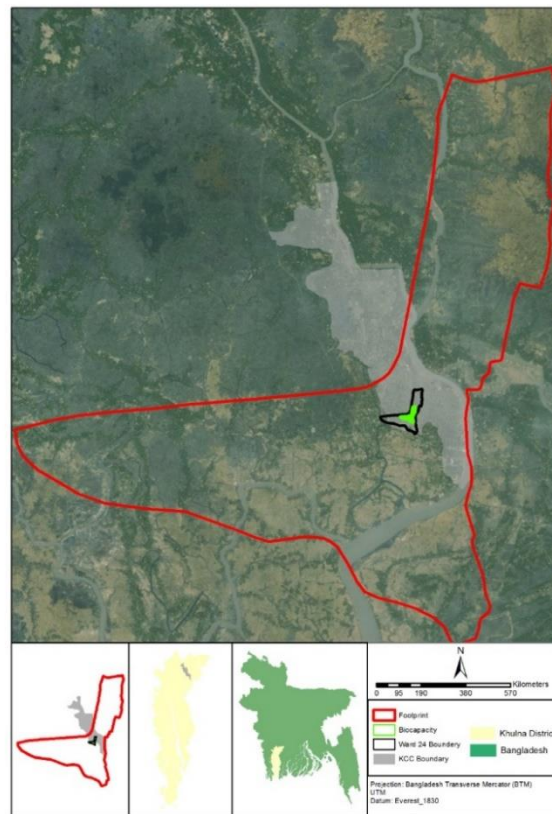 N
Kilometers
0 95 190 380 570
Footprint
Biocapacity
Ward 24 Boundery
KCC Boundary
Khulna District
Bangladesh
Projection: Bangladesh Transverse Mercator (BTM)
UTM
Datum: Everest_1830